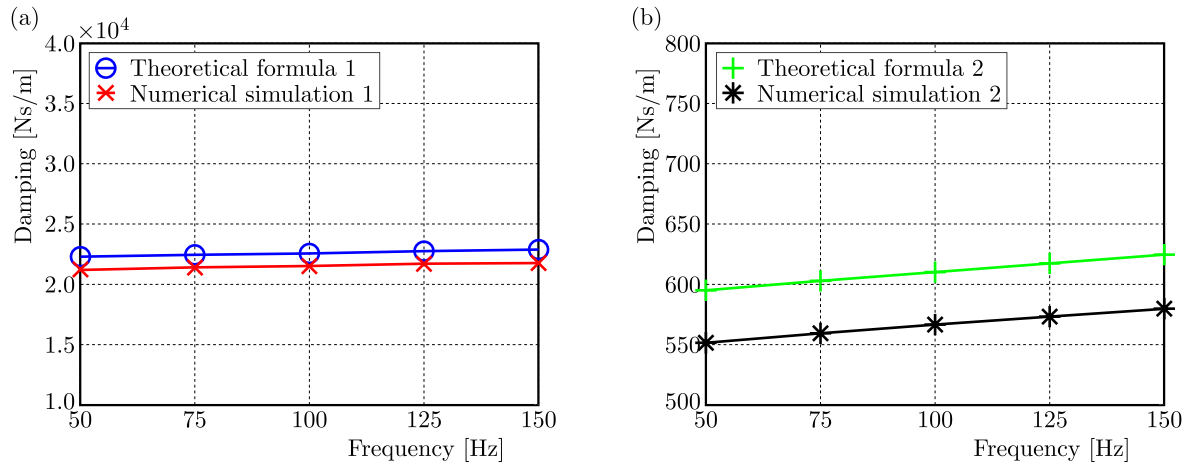 (a)
×10⁴
4.0
3.5
3.0
2.5
2.0
1.5
1.0
Damping [Ns/m]
Theoretical formula 1
Numerical simulation 1
50 75 100 125 150
Frequency [Hz]
(b)
800
750
700
650
600
550
500
Damping [Ns/m]
Theoretical formula 2
Numerical simulation 2
50 75 100 125 150
Frequency [Hz]